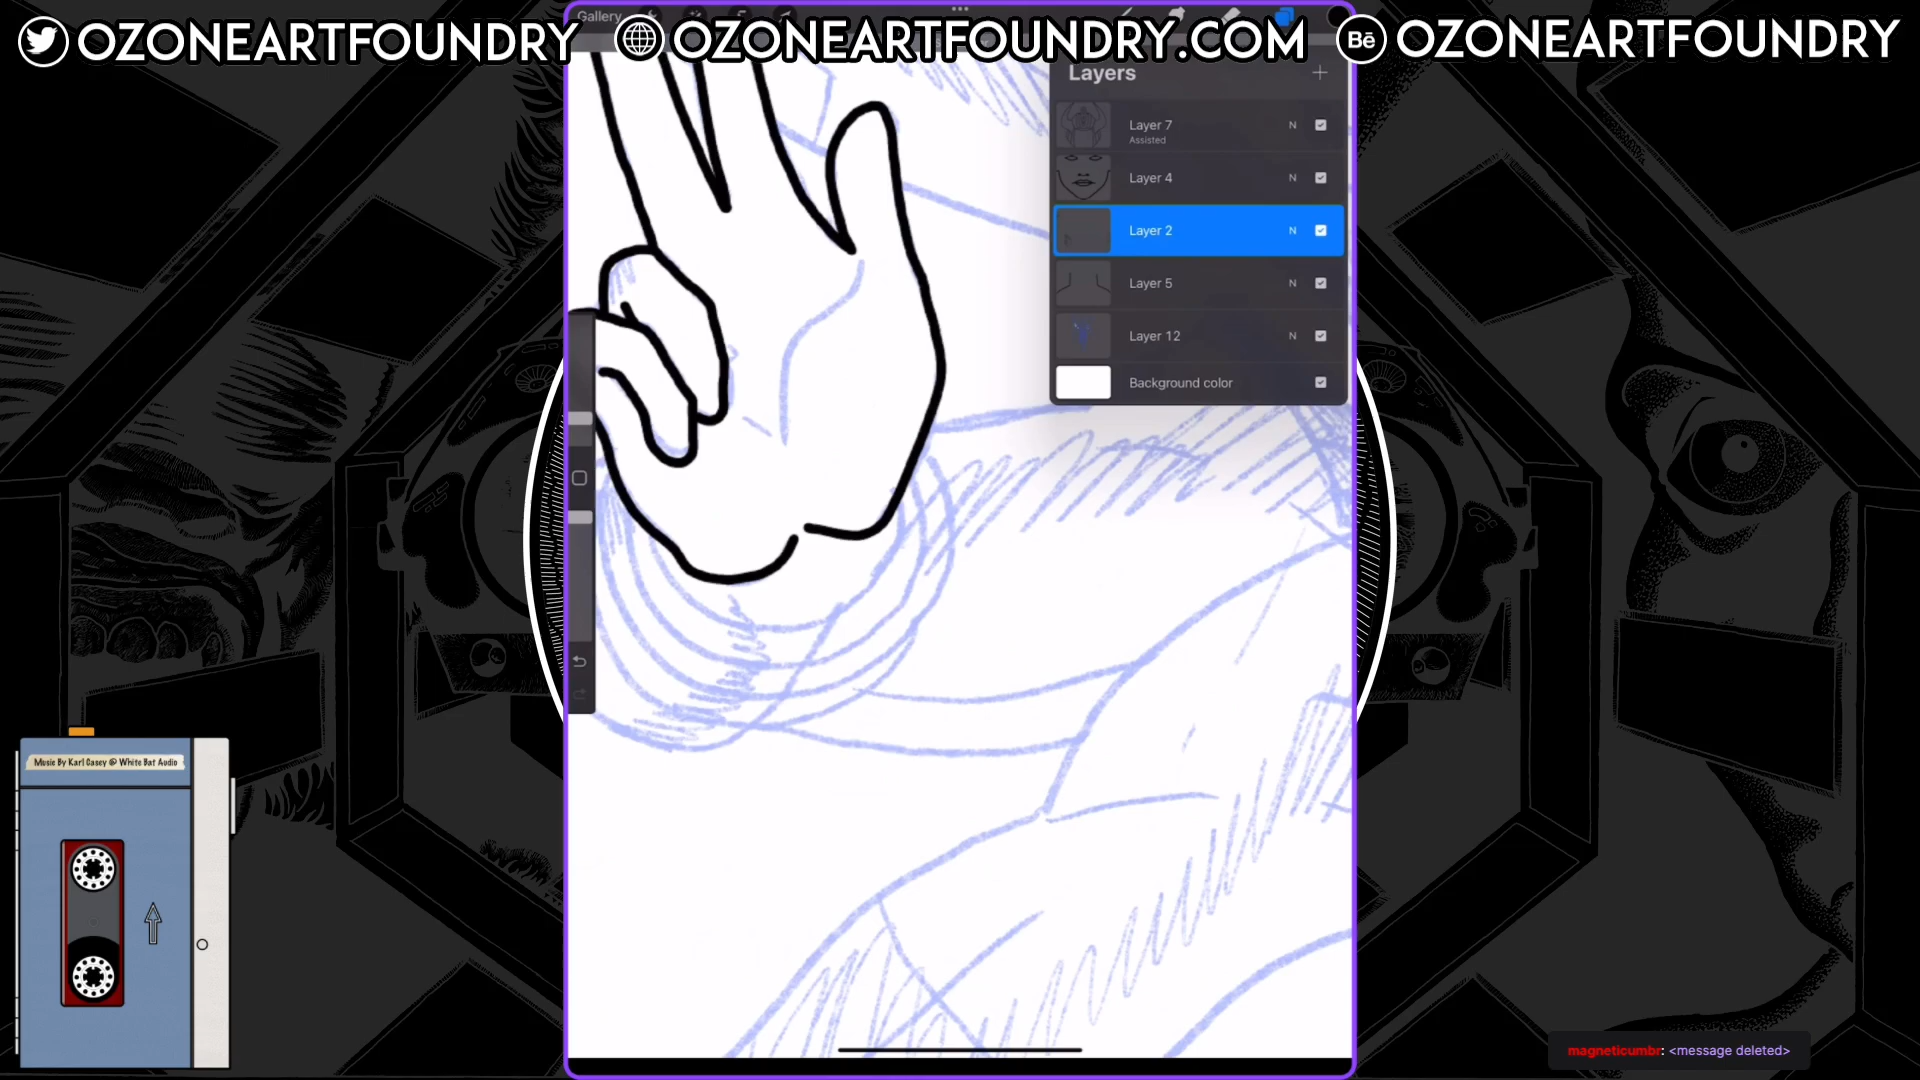 OZONEARTFOUNDRY
OZONEARTFOUNDRY.COM
Bē OZONEARTFOUNDRY
Gallery
Layers
Layer 7 N
Assisted
Layer 4 N
Layer 2 N
Layer 5 N
Layer 12 N
Background color
Music By Karl Casey @ White Bat Audio
magneticumbr: <message deleted>